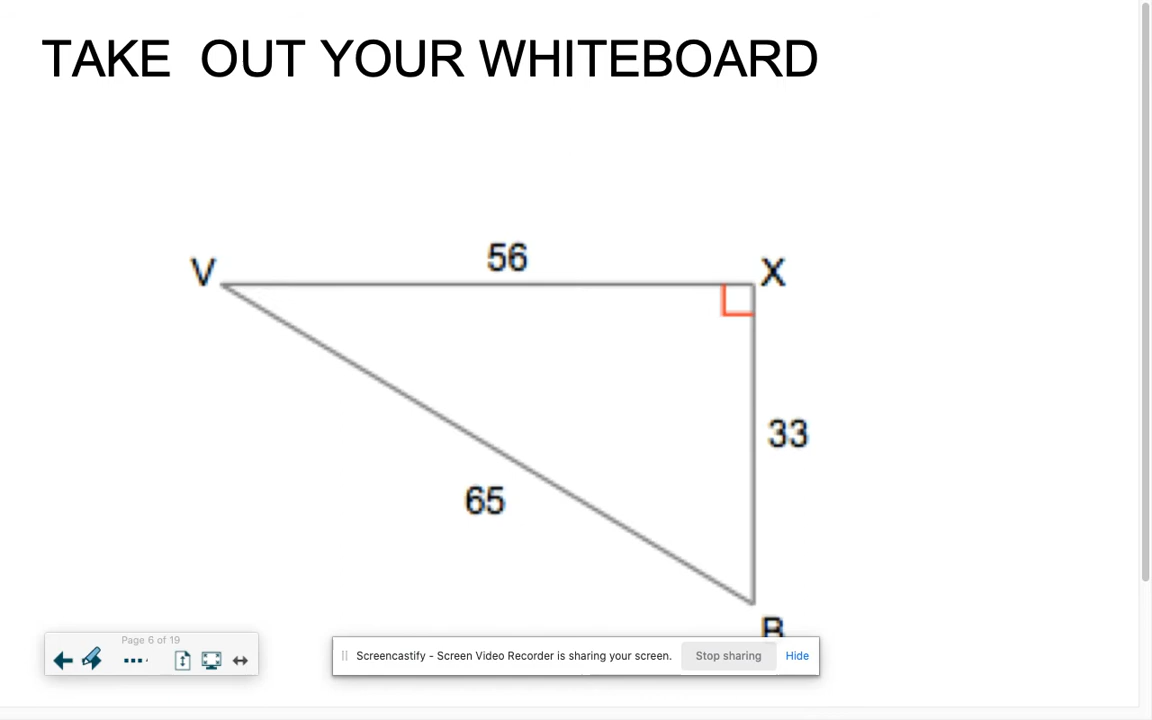 TAKE OUT YOUR WHITEBOARD
56
V
X
33
65
B
Page 6 of 19
Screencastify - Screen Video Recorder is sharing your screen.
Stop sharing
Hide